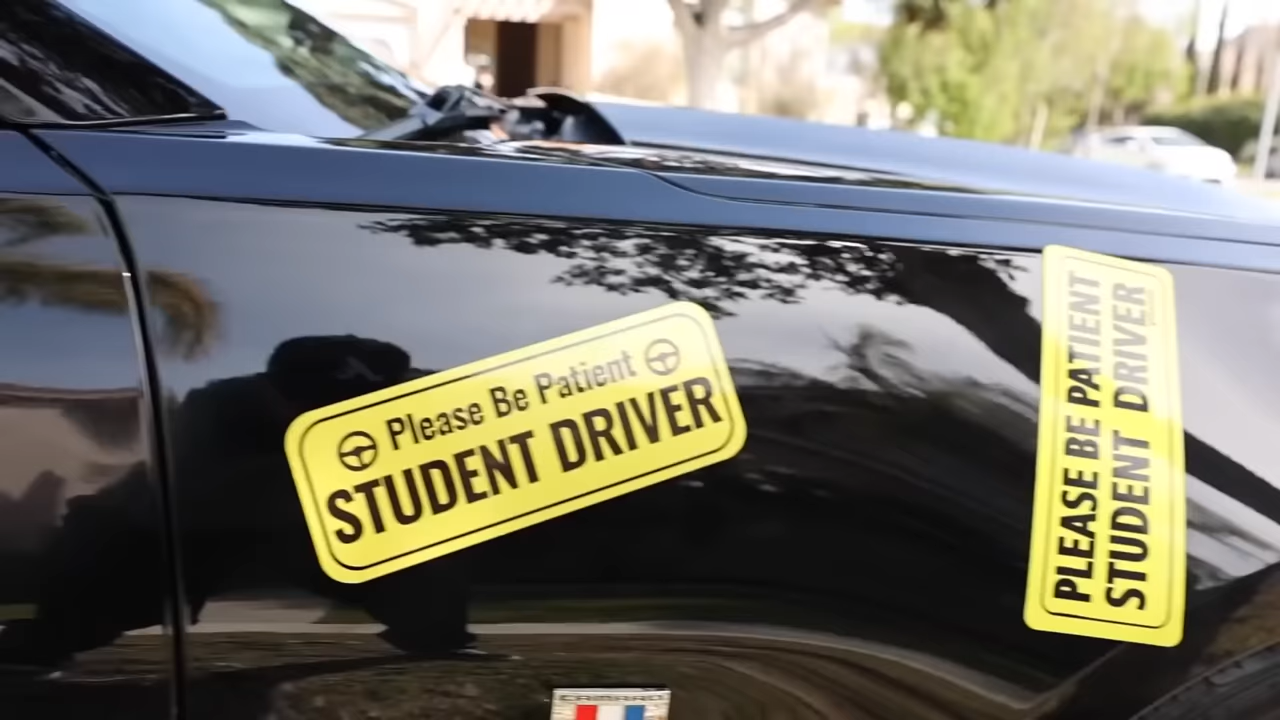 Please Be Patient
STUDENT DRIVER
PLEASE BE PATIENT
STUDENT DRIVER
CAMARO